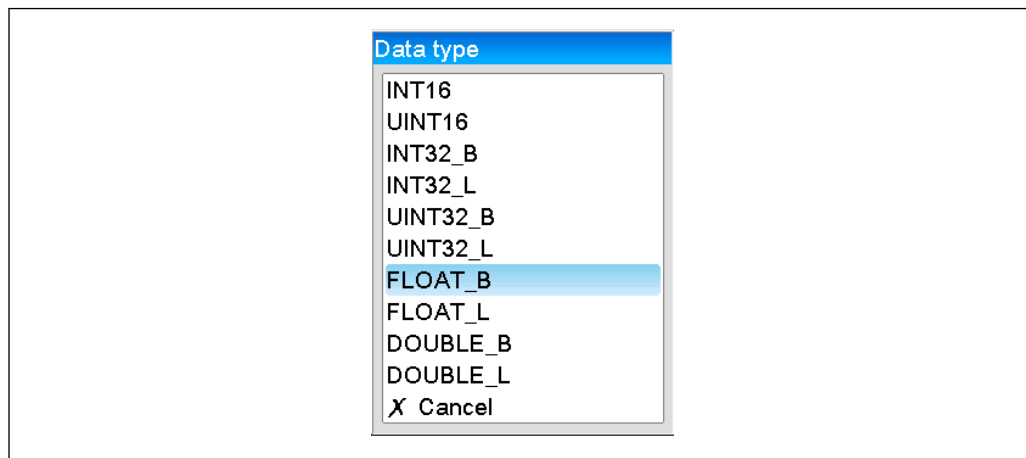 Data type
INT16
UINT16
INT32_B
INT32_L
UINT32_B
UINT32_L
FLOAT_B
FLOAT_L
DOUBLE_B
DOUBLE_L
X Cancel